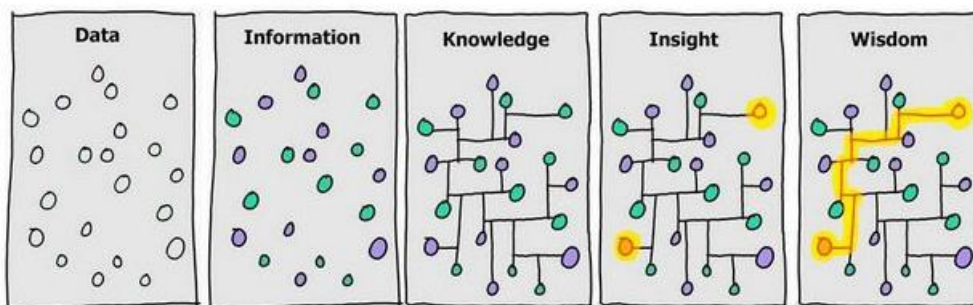 Data
Information
Knowledge
Insight
Wisdom